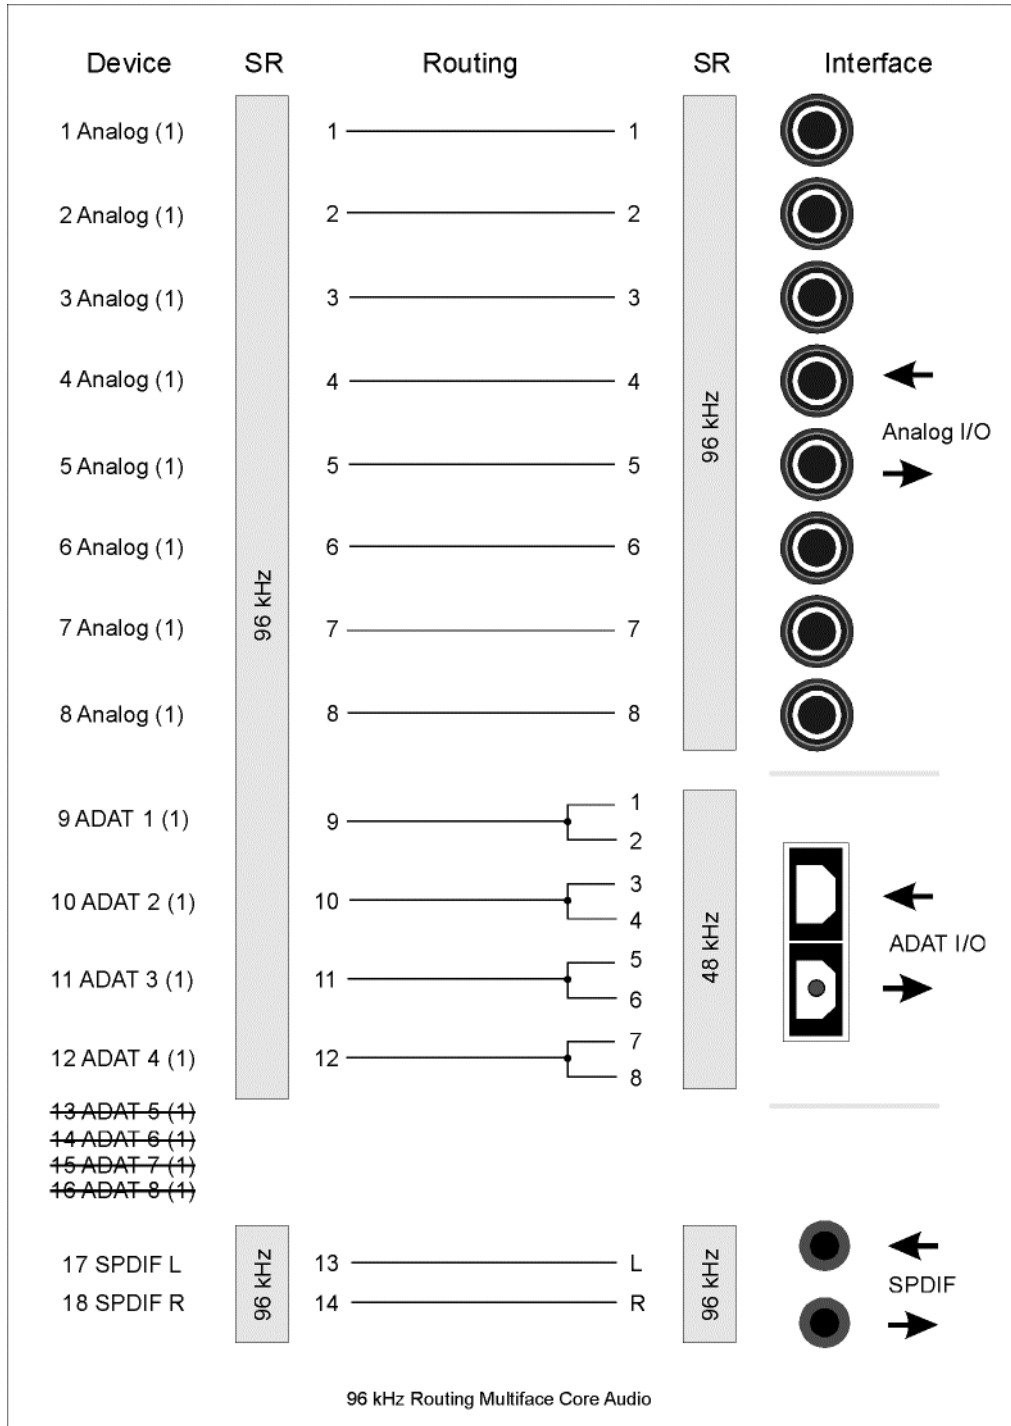 Device SR Routing SR Interface
1 Analog (1) 1 1
2 Analog (1) 2 2
3 Analog (1) 3 3
4 Analog (1) 4 4
Analog I/O
5 Analog (1) 5 5
6 Analog (1) 6 6
7 Analog (1) 7 7
8 Analog (1) 8 8
96 kHz
96 kHz
9 ADAT 1 (1) 9 1
2
10 ADAT 2 (1) 10 3
4
ADAT I/O
11 ADAT 3 (1) 11 5
6
12 ADAT 4 (1) 12 7
8
48 kHz
13 ADAT 5 (1)
14 ADAT 6 (1)
15 ADAT 7 (1)
16 ADAT 8 (1)
17 SPDIF L 13 L
SPDIF
18 SPDIF R 14 R
96 kHz
96 kHz
96 kHz Routing Multiface Core Audio